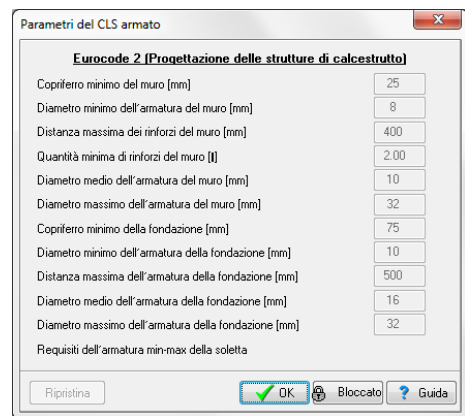 Parametri del CLS armato
Eurocode 2 (Progettazione delle strutture di calcestrutto)
Copriferro minimo del muro [mm] 25
Diametro minimo dell'armatura del muro [mm] 8
Distanza massima dei rinforzi del muro [mm] 400
Quantità minima di rinforzi del muro [‰] 2.00
Diametro medio dell'armatura del muro [mm] 10
Diametro massimo dell'armatura del muro [mm] 32
Copriferro minimo della fondazione [mm] 75
Diametro minimo dell'armatura della fondazione [mm] 10
Distanza massima dell'armatura della fondazione [mm] 500
Diametro medio dell'armatura della fondazione [mm] 16
Diametro massimo dell'armatura della fondazione [mm] 32
Requisiti dell'armatura min-max della soletta
Ripristina OK Bloccato ? Guida